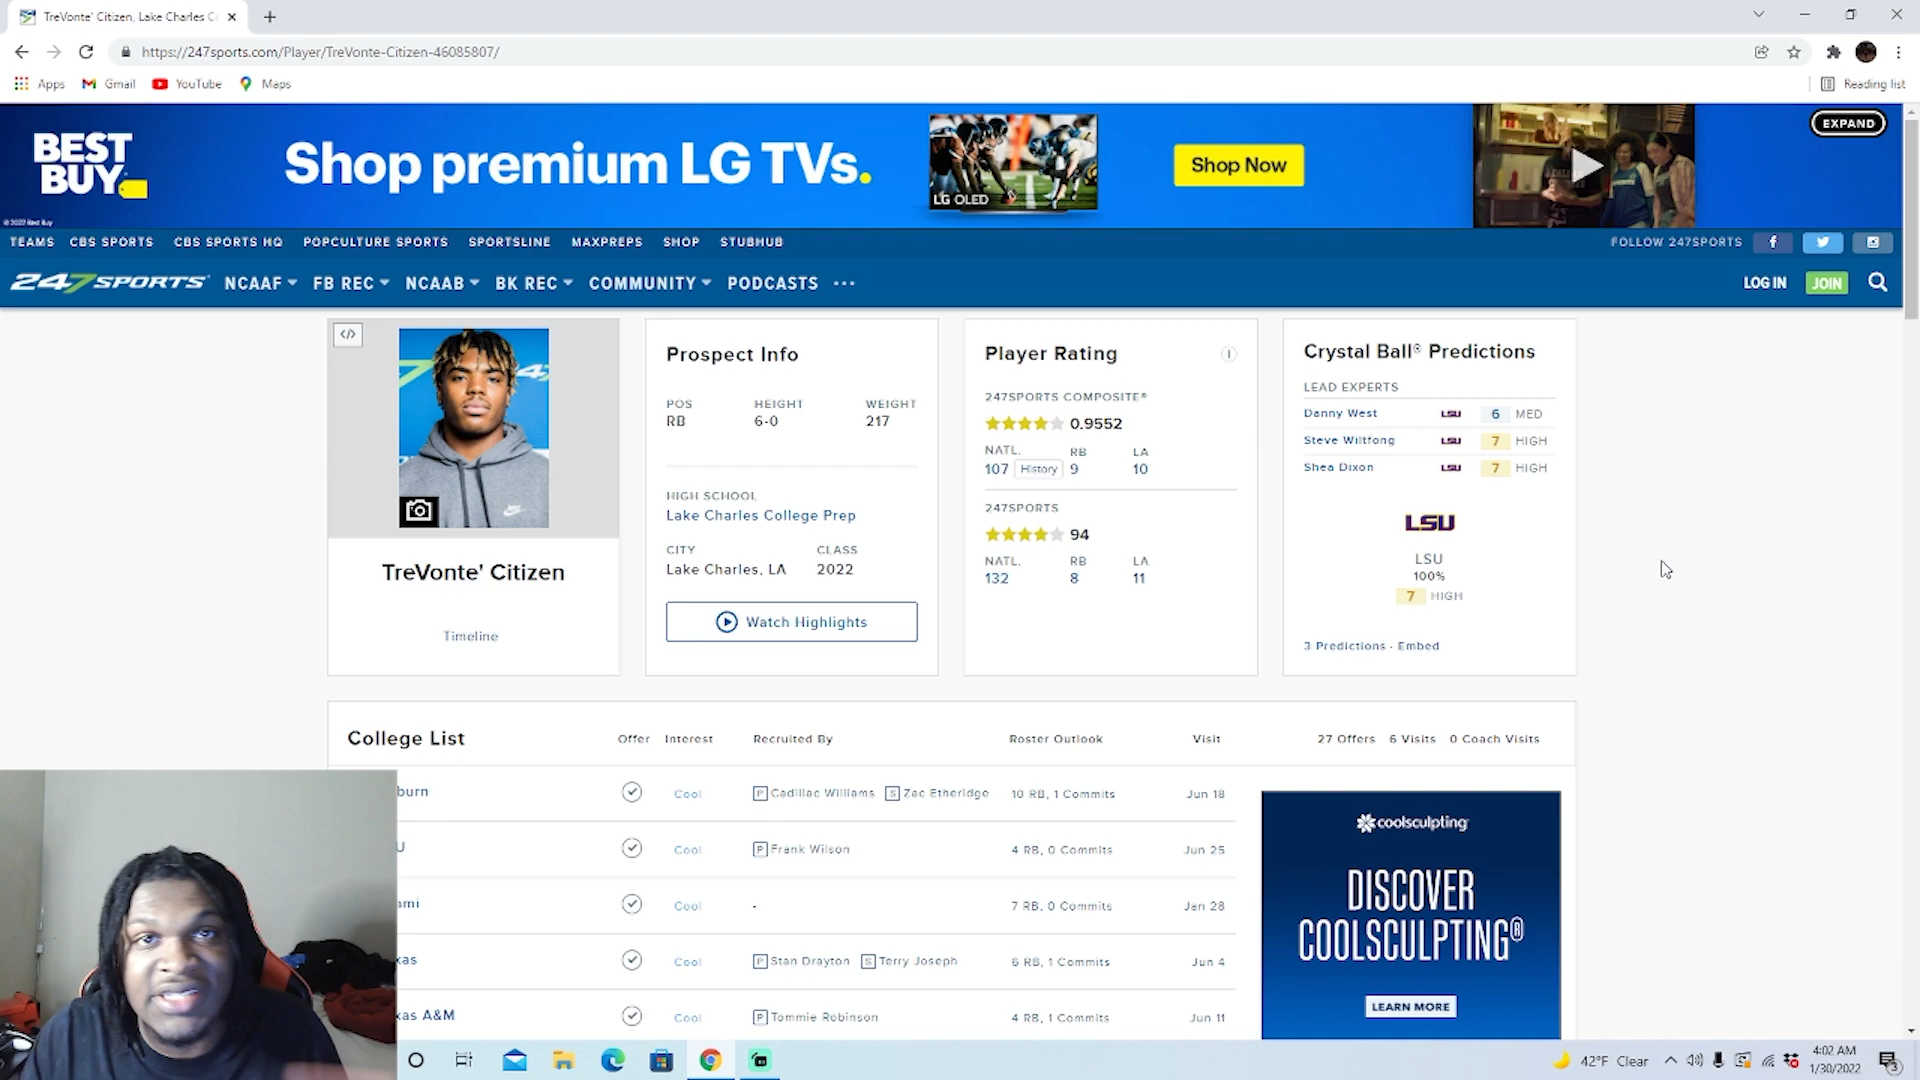 TreVonte' Citizen, Lake Charles C
https://247sports.com/Player/TreVonte-Citizen-46085807/
Apps Gmail YouTube Maps Reading list
BEST BUY
Shop premium LG TVs.
LG OLED
Shop Now
EXPAND
© 2022 Best Buy
TEAMS CBS SPORTS CBS SPORTS HQ POPCULTURE SPORTS SPORTSLINE MAXPREPS SHOP STUBHUB FOLLOW 247SPORTS
247SPORTS NCAAF FB REC NCAAB BK REC COMMUNITY PODCASTS ••• LOG IN JOIN
TreVonte' Citizen
Timeline
Prospect Info
POS HEIGHT WEIGHT
RB 6-0 217
HIGH SCHOOL
Lake Charles College Prep
CITY CLASS
Lake Charles, LA 2022
Watch Highlights
Player Rating
247SPORTS COMPOSITE®
0.9552
NATL. RB LA
107 History 9 10
247SPORTS
94
NATL. RB LA
132 8 11
Crystal Ball® Predictions
LEAD EXPERTS
Danny West LSU 6 MED
Steve Wiltfong LSU 7 HIGH
Shea Dixon LSU 7 HIGH
LSU
LSU
100%
7 HIGH
3 Predictions · Embed
College List Offer Interest Recruited By Roster Outlook Visit 27 Offers 6 Visits 0 Coach Visits
burn Cool P Cadillac Williams S Zac Etheridge 10 RB, 1 Commits Jun 18
U Cool P Frank Wilson 4 RB, 0 Commits Jun 25
ami Cool - 7 RB, 0 Commits Jan 28
xas Cool P Stan Drayton S Terry Joseph 6 RB, 1 Commits Jun 4
xas A&M Cool P Tommie Robinson 4 RB, 1 Commits Jun 11
coolsculpting
DISCOVER
COOLSCULPTING®
LEARN MORE
42°F Clear
4:02 AM
1/30/2022
3